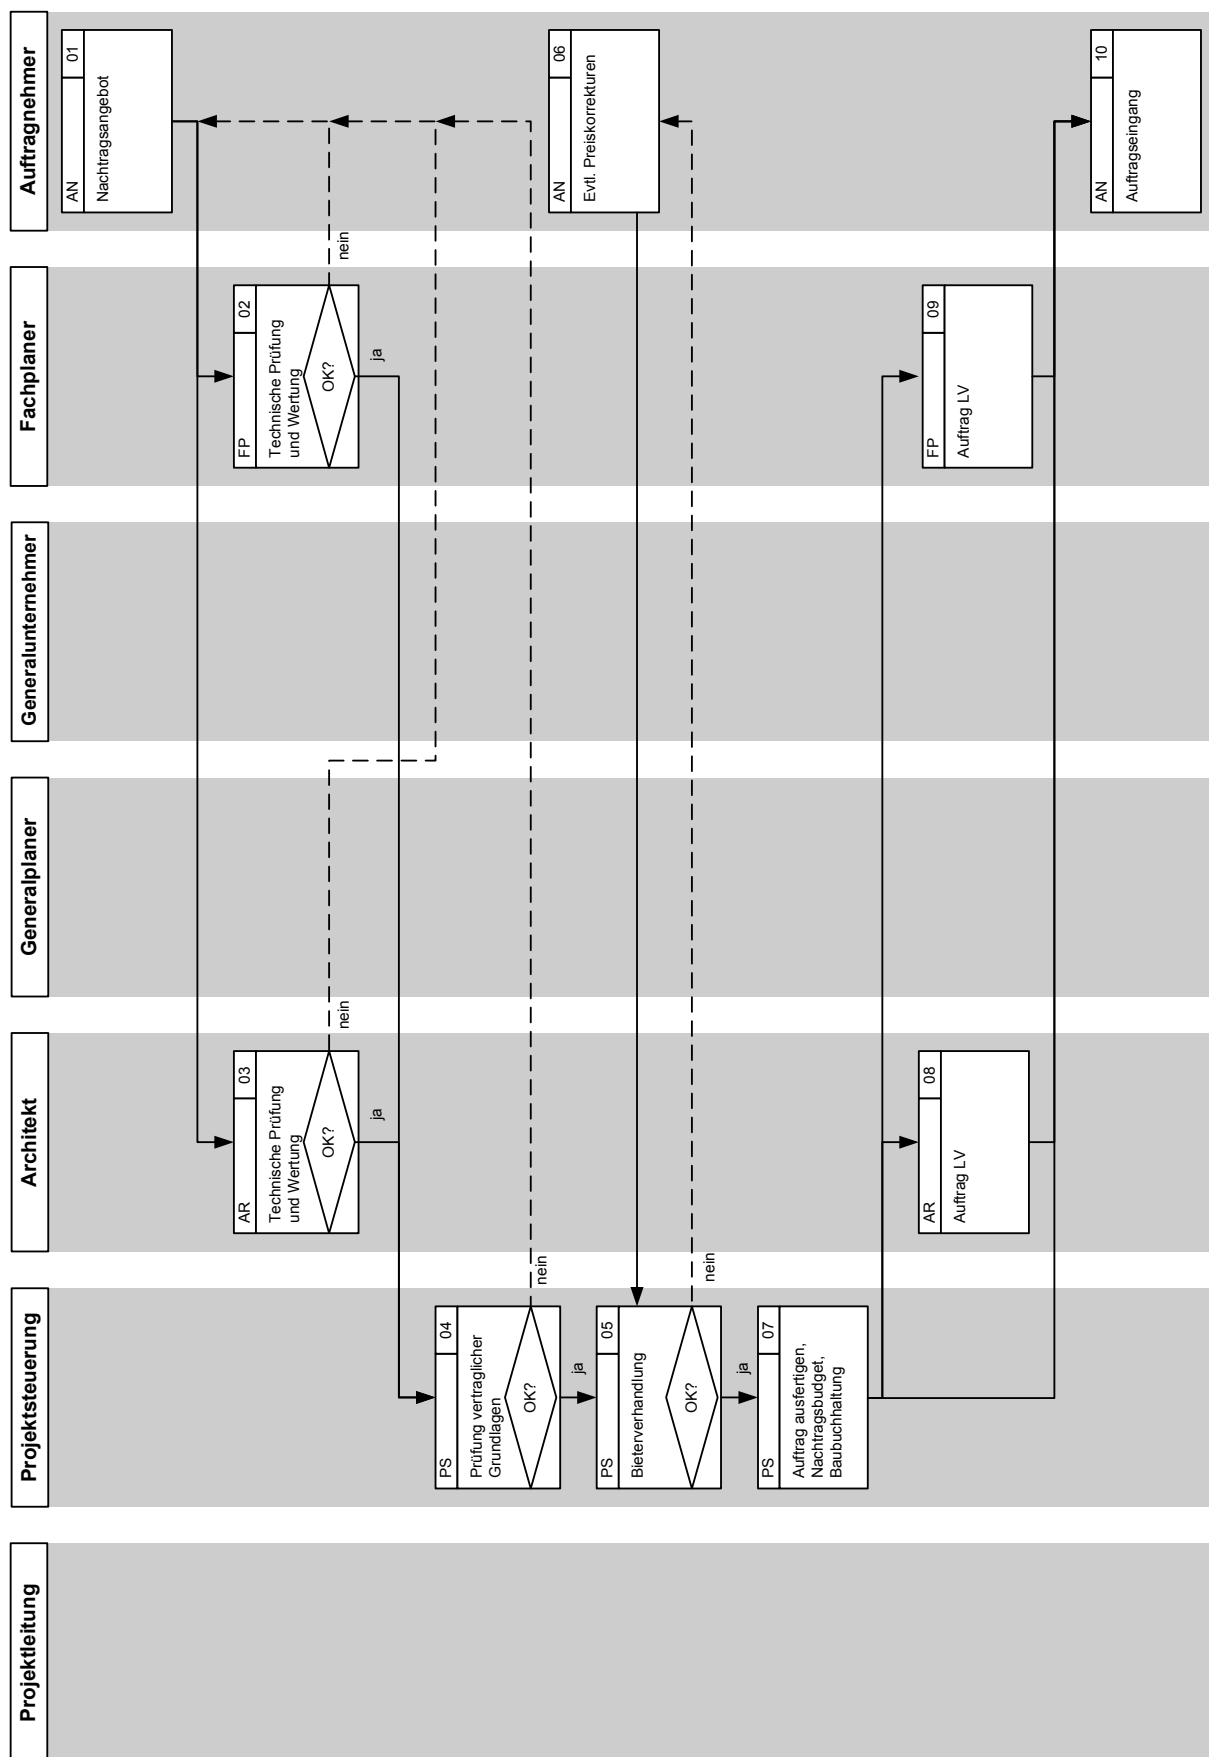 Projektleitung
Projektsteuerung
Architekt
Generalplaner
Generalunternehmer
Fachplaner
Auftragnehmer
AN 01
Nachtragsangebot
AR 03
Technische Prüfung
und Wertung
OK?
nein
ja
FP 02
Technische Prüfung
und Wertung
OK?
nein
ja
PS 04
Prüfung vertraglicher
Grundlagen
OK?
nein
ja
PS 05
Bieterverhandlung
OK?
nein
ja
AN 06
Evtl. Preiskorrekturen
PS 07
Auftrag ausfertigen,
Nachtragsbudget,
Baubuchhaltung
AR 08
Auftrag LV
FP 09
Auftrag LV
AN 10
Auftragseingang